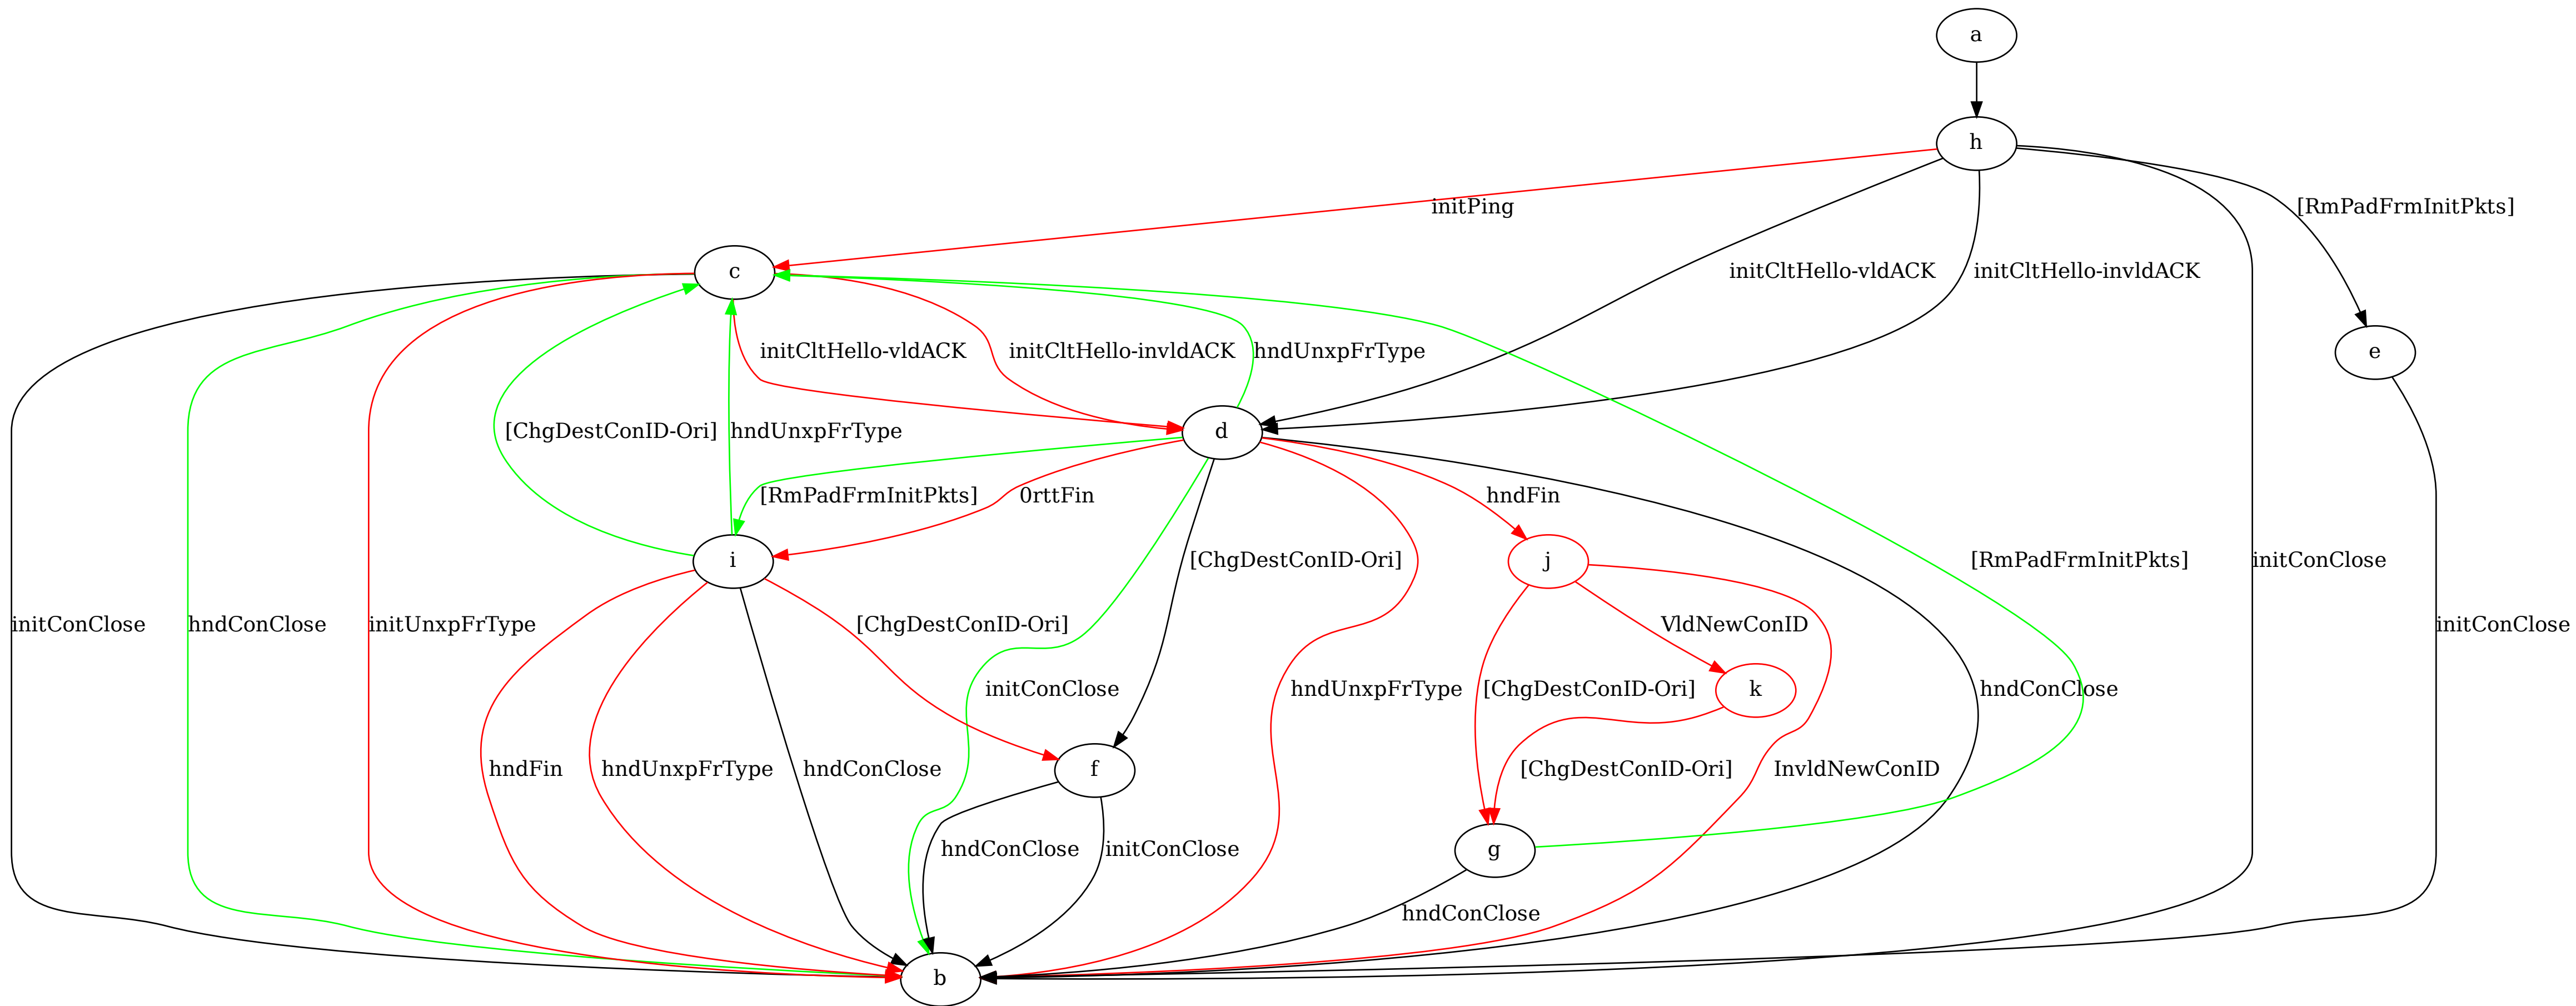 a
h
initPing
[RmPadFrmInitPkts]
c
initCltHello-vldACK
initCltHello-invldACK
initCltHello-vldACK
initCltHello-invldACK
hndUnxpFrType
e
[ChgDestConID-Ori]
hndUnxpFrType
d
[RmPadFrmInitPkts]
0rttFin
hndFin
i
[ChgDestConID-Ori]
j
[RmPadFrmInitPkts]
initConClose
initConClose
hndConClose
initUnxpFrType
[ChgDestConID-Ori]
VldNewConID
initConClose
initConClose
hndUnxpFrType
[ChgDestConID-Ori]
k
hndConClose
hndFin
hndUnxpFrType
hndConClose
f
[ChgDestConID-Ori]
InvldNewConID
hndConClose
initConClose
g
hndConClose
b